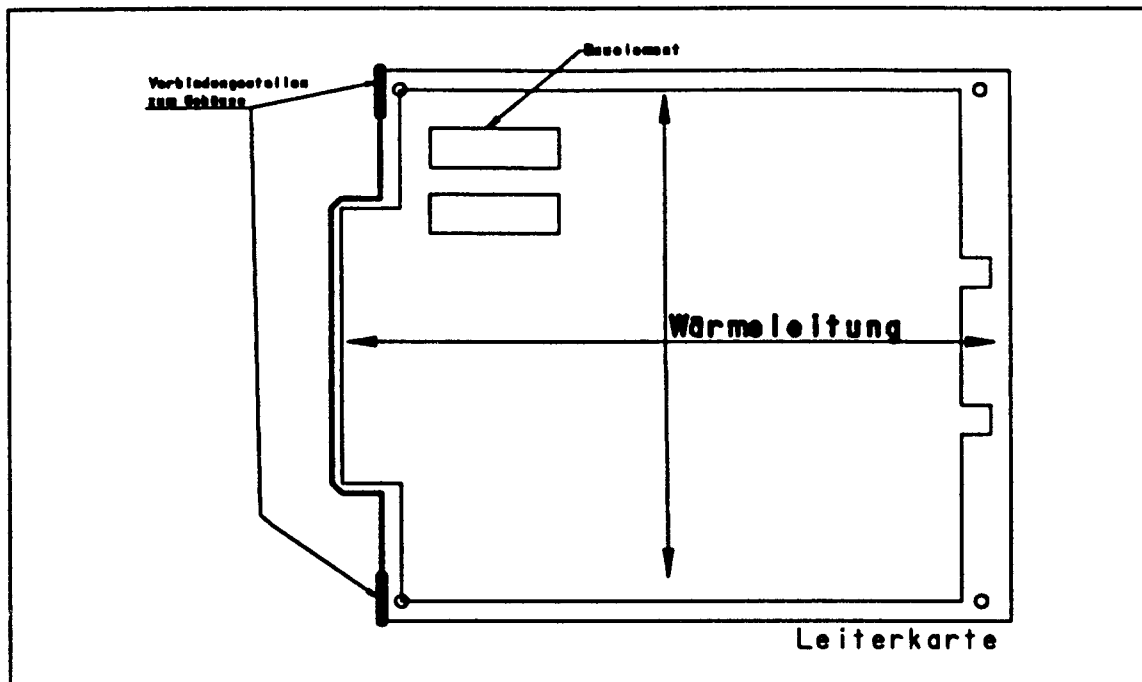 Bauelement
Verbindungsstellen
zum Gehäuse
Wärmeleitung
Leiterkarte